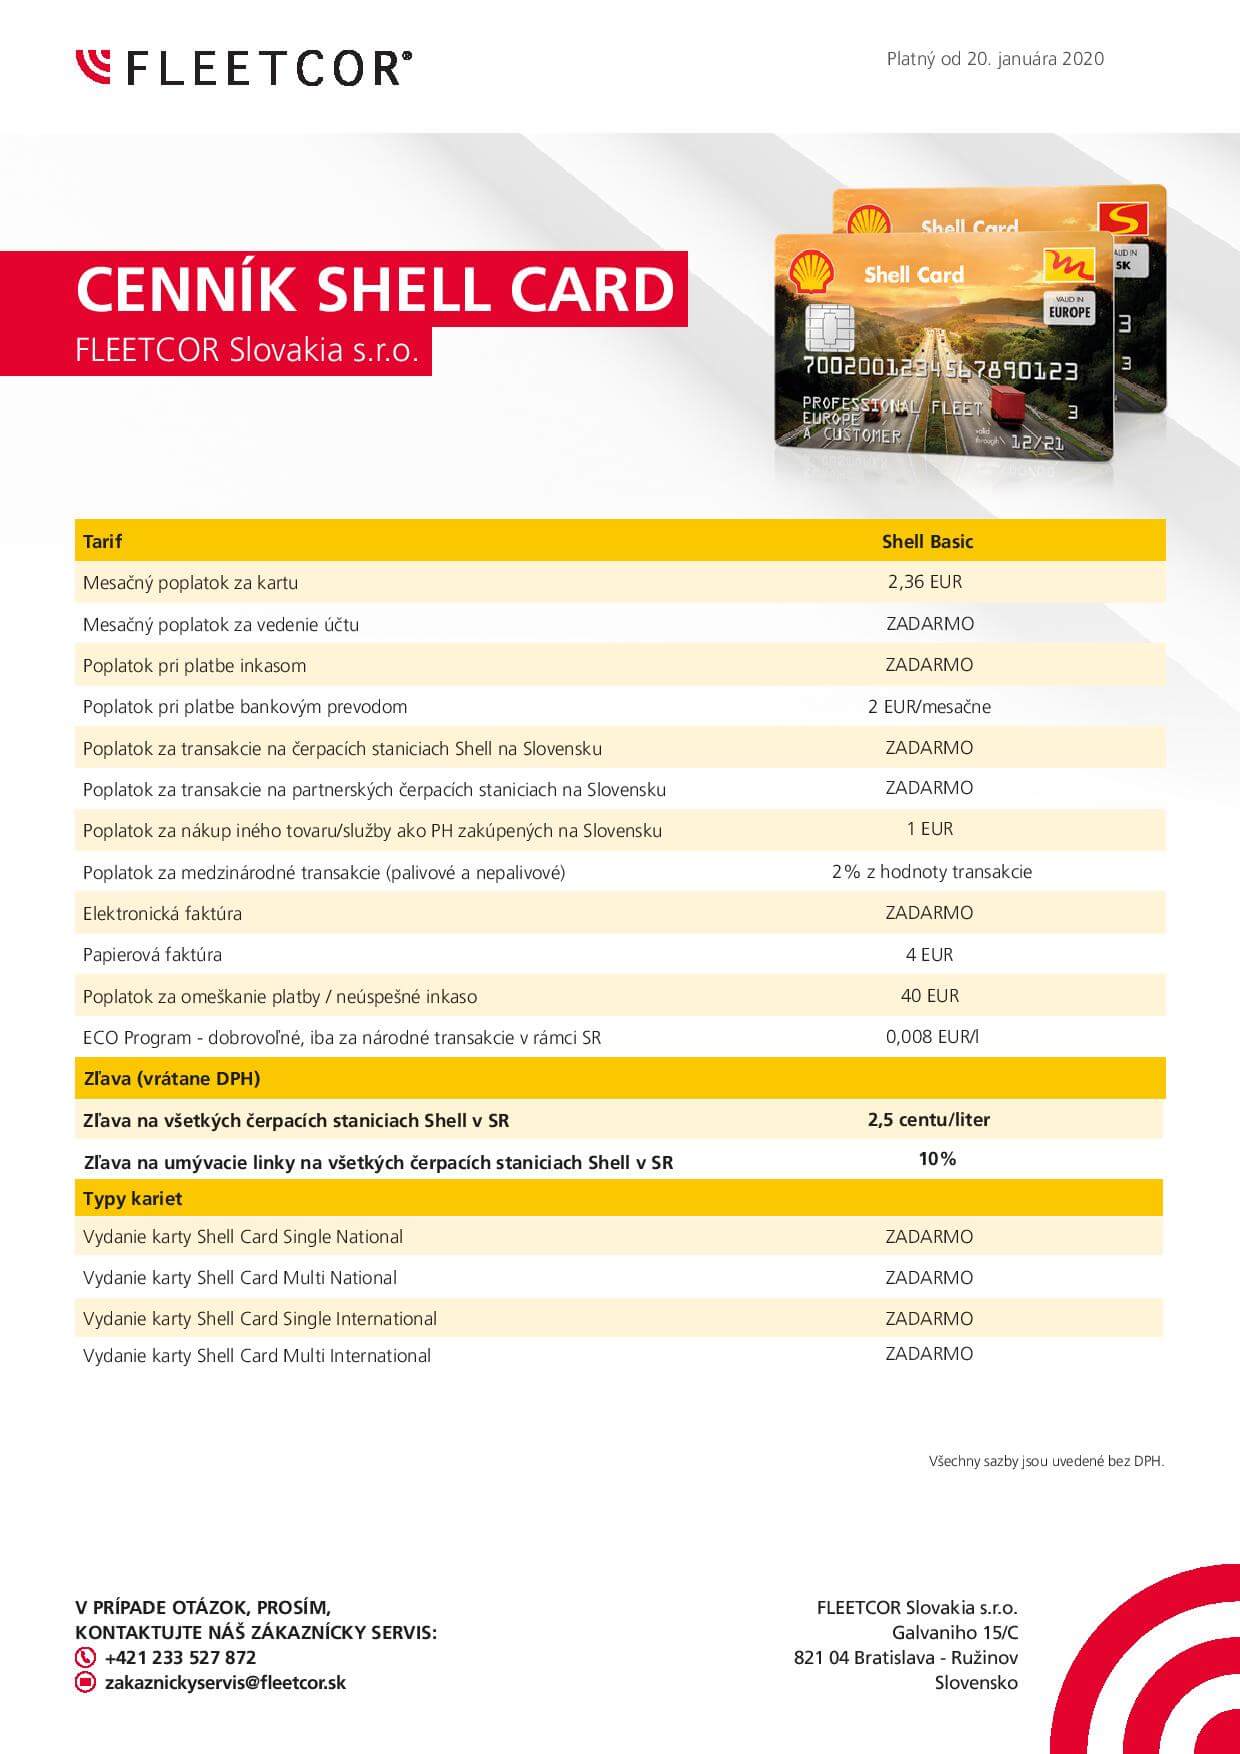 FLEETCOR®
Platný od 20. januára 2020
Shell Card
VALID IN
SK
3
3
Shell Card
VALID IN
EUROPE
7002001234567890123
PROFESSIONAL FLEET 3
EUROPE
A CUSTOMER
valid
through 12/21
CENNÍK SHELL CARD
FLEETCOR Slovakia s.r.o.
Tarif Shell Basic
Mesačný poplatok za kartu 2,36 EUR
Mesačný poplatok za vedenie účtu ZADARMO
Poplatok pri platbe inkasom ZADARMO
Poplatok pri platbe bankovým prevodom 2 EUR/mesačne
Poplatok za transakcie na čerpacích staniciach Shell na Slovensku ZADARMO
Poplatok za transakcie na partnerských čerpacích staniciach na Slovensku ZADARMO
Poplatok za nákup iného tovaru/služby ako PH zakúpených na Slovensku 1 EUR
Poplatok za medzinárodné transakcie (palivové a nepalivové) 2% z hodnoty transakcie
Elektronická faktúra ZADARMO
Papierová faktúra 4 EUR
Poplatok za omeškanie platby / neúspešné inkaso 40 EUR
ECO Program - dobrovoľné, iba za národné transakcie v rámci SR 0,008 EUR/l
Zľava (vrátane DPH)
Zľava na všetkých čerpacích staniciach Shell v SR 2,5 centu/liter
Zľava na umývacie linky na všetkých čerpacích staniciach Shell v SR 10%
Typy kariet
Vydanie karty Shell Card Single National ZADARMO
Vydanie karty Shell Card Multi National ZADARMO
Vydanie karty Shell Card Single International ZADARMO
Vydanie karty Shell Card Multi International ZADARMO
Všechny sazby jsou uvedené bez DPH.
V PRÍPADE OTÁZOK, PROSÍM,
KONTAKTUJTE NÁŠ ZÁKAZNÍCKY SERVIS:
+421 233 527 872
zakaznickyservis@fleetcor.sk
FLEETCOR Slovakia s.r.o.
Galvaniho 15/C
821 04 Bratislava - Ružinov
Slovensko